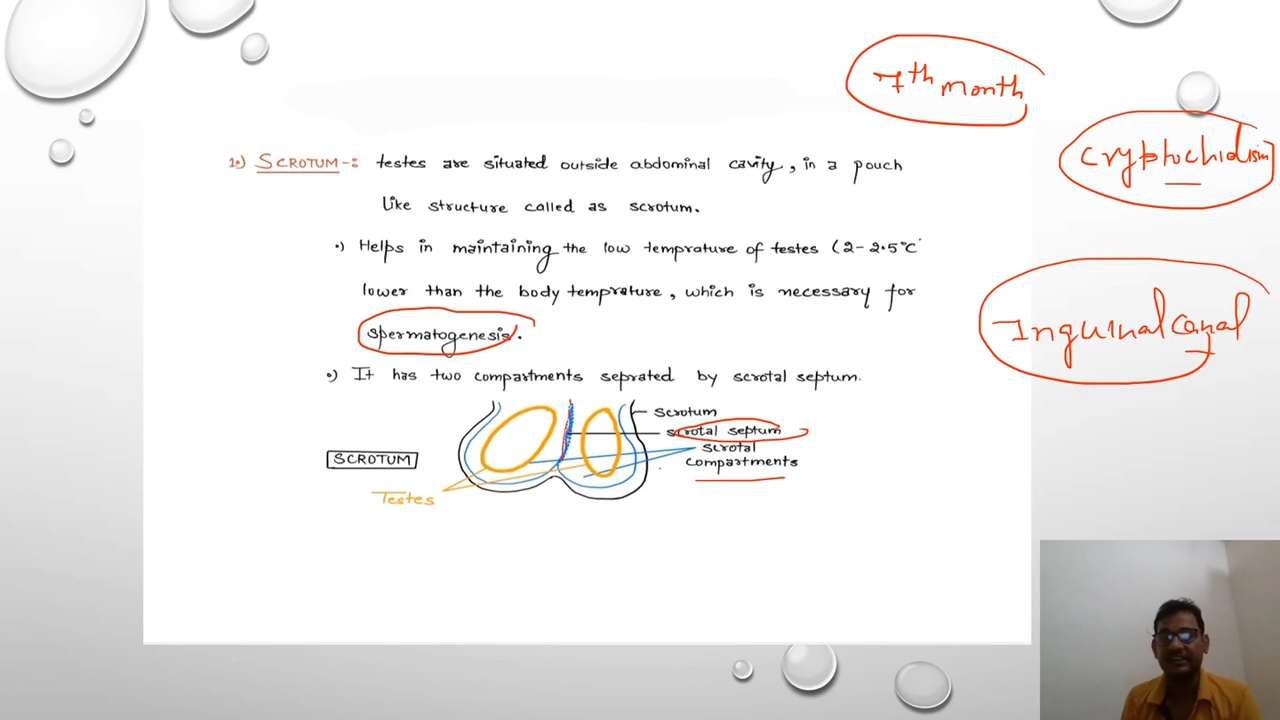 7th month
cryptochidism
Inguinal canal
1.) SCROTUM-: testes are situated outside abdominal cavity, in a pouch
like structure called as scrotum.
•) Helps in maintaining the low temprature of testes (2-2.5°C
lower than the body temprature, which is necessary for
spermatogenesis.
•) It has two compartments seprated by scrotal septum.
Scrotum
scrotal septum
scrotal
compartments
SCROTUM
Testes